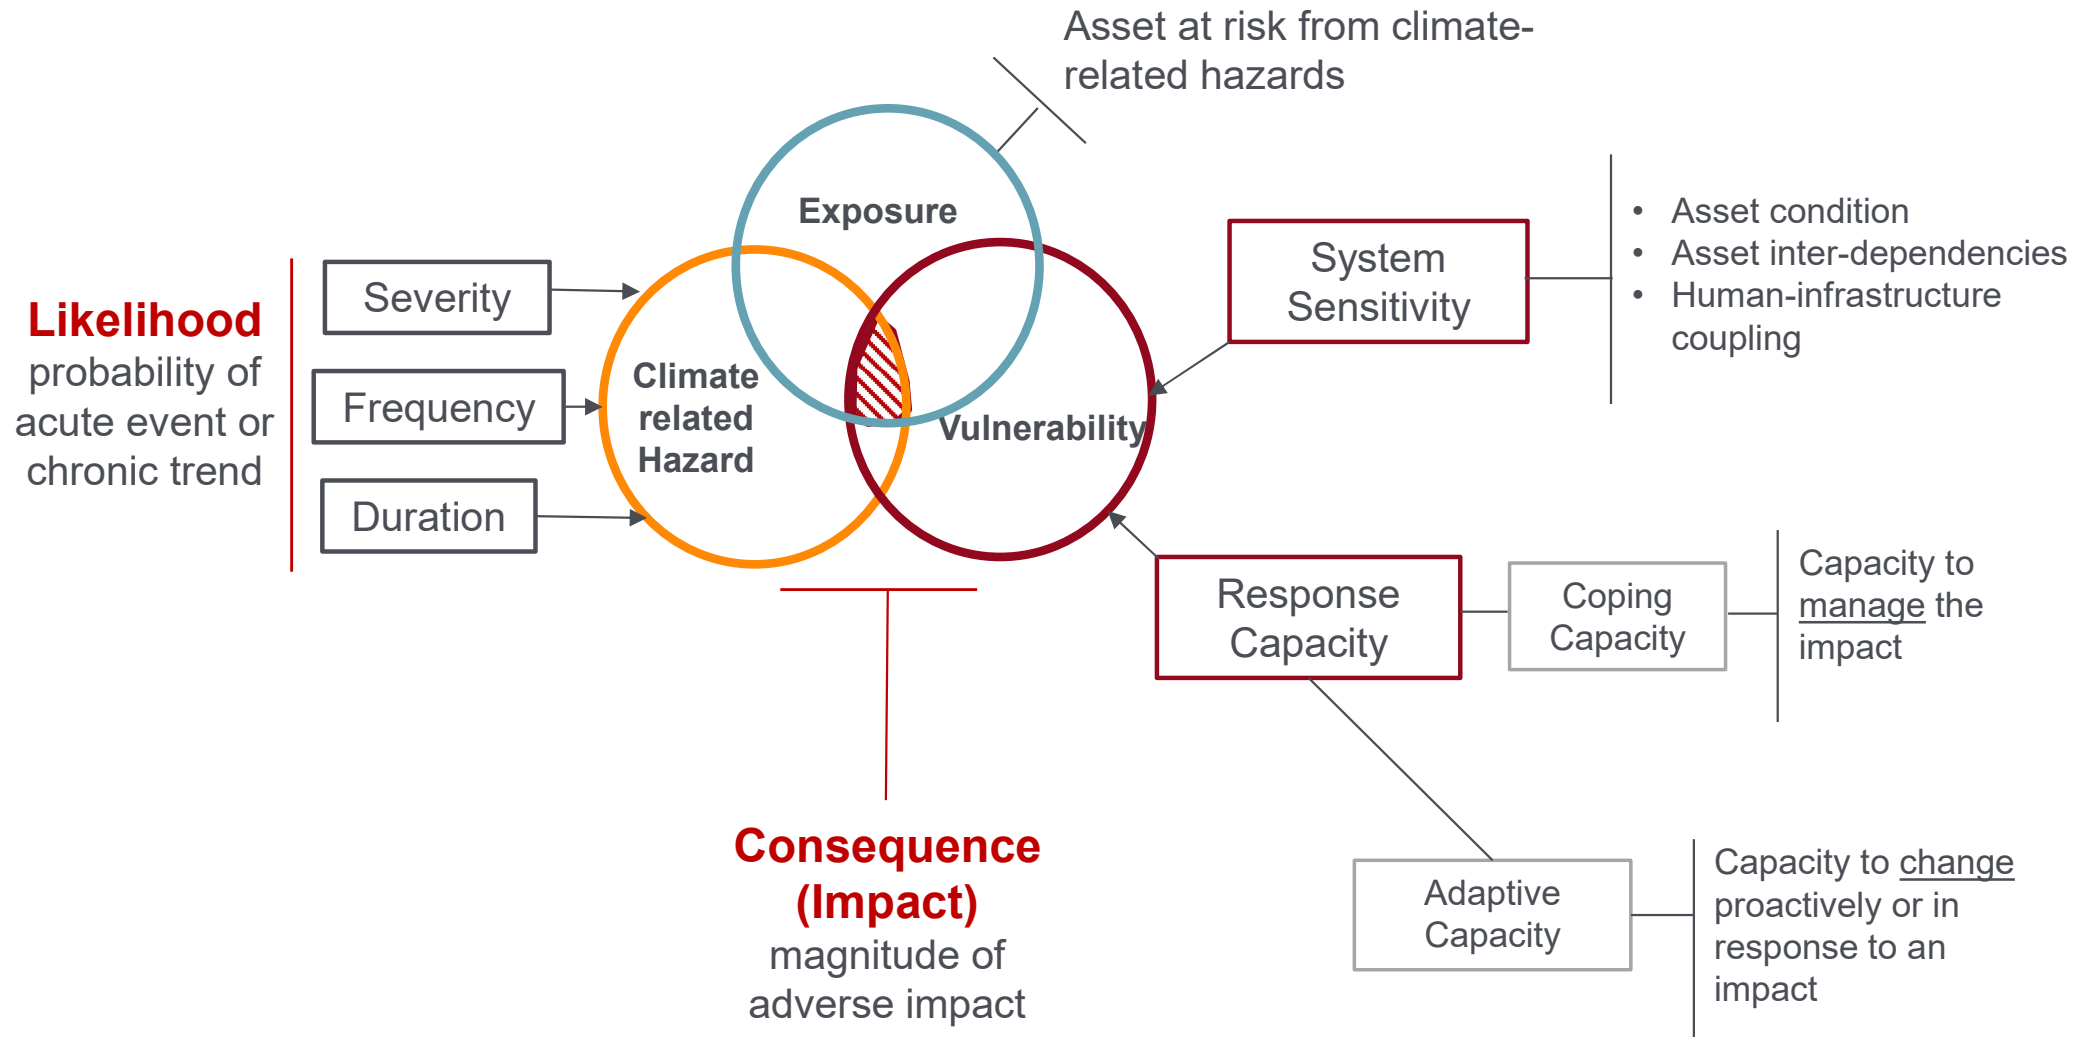 Asset at risk from climate-
related hazards
Exposure
Likelihood
probability of
acute event or
chronic trend
Severity
Frequency
Duration
Climate
related
Hazard
Vulnerability
System
Sensitivity
• Asset condition
• Asset inter-dependencies
• Human-infrastructure
coupling
Response
Capacity
Coping
Capacity
Capacity to
manage the
impact
Consequence
(Impact)
magnitude of
adverse impact
Adaptive
Capacity
Capacity to change
proactively or in
response to an
impact